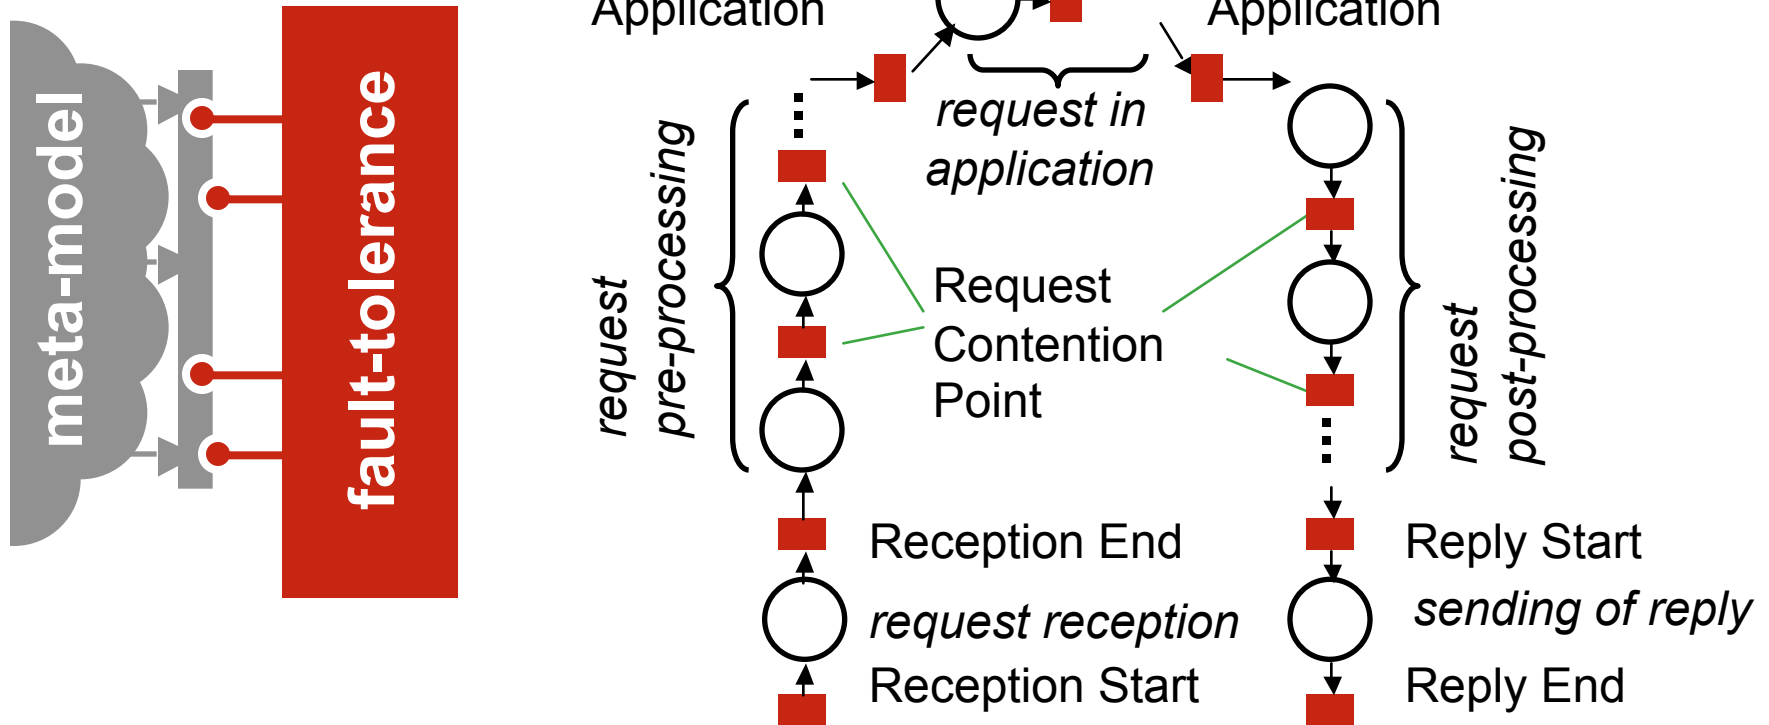 meta-model
fault-tolerance
Application
Application
request in
application
request
pre-processing
Request
Contention
Point
request
post-processing
Reception End
request reception
Reception Start
Reply Start
sending of reply
Reply End